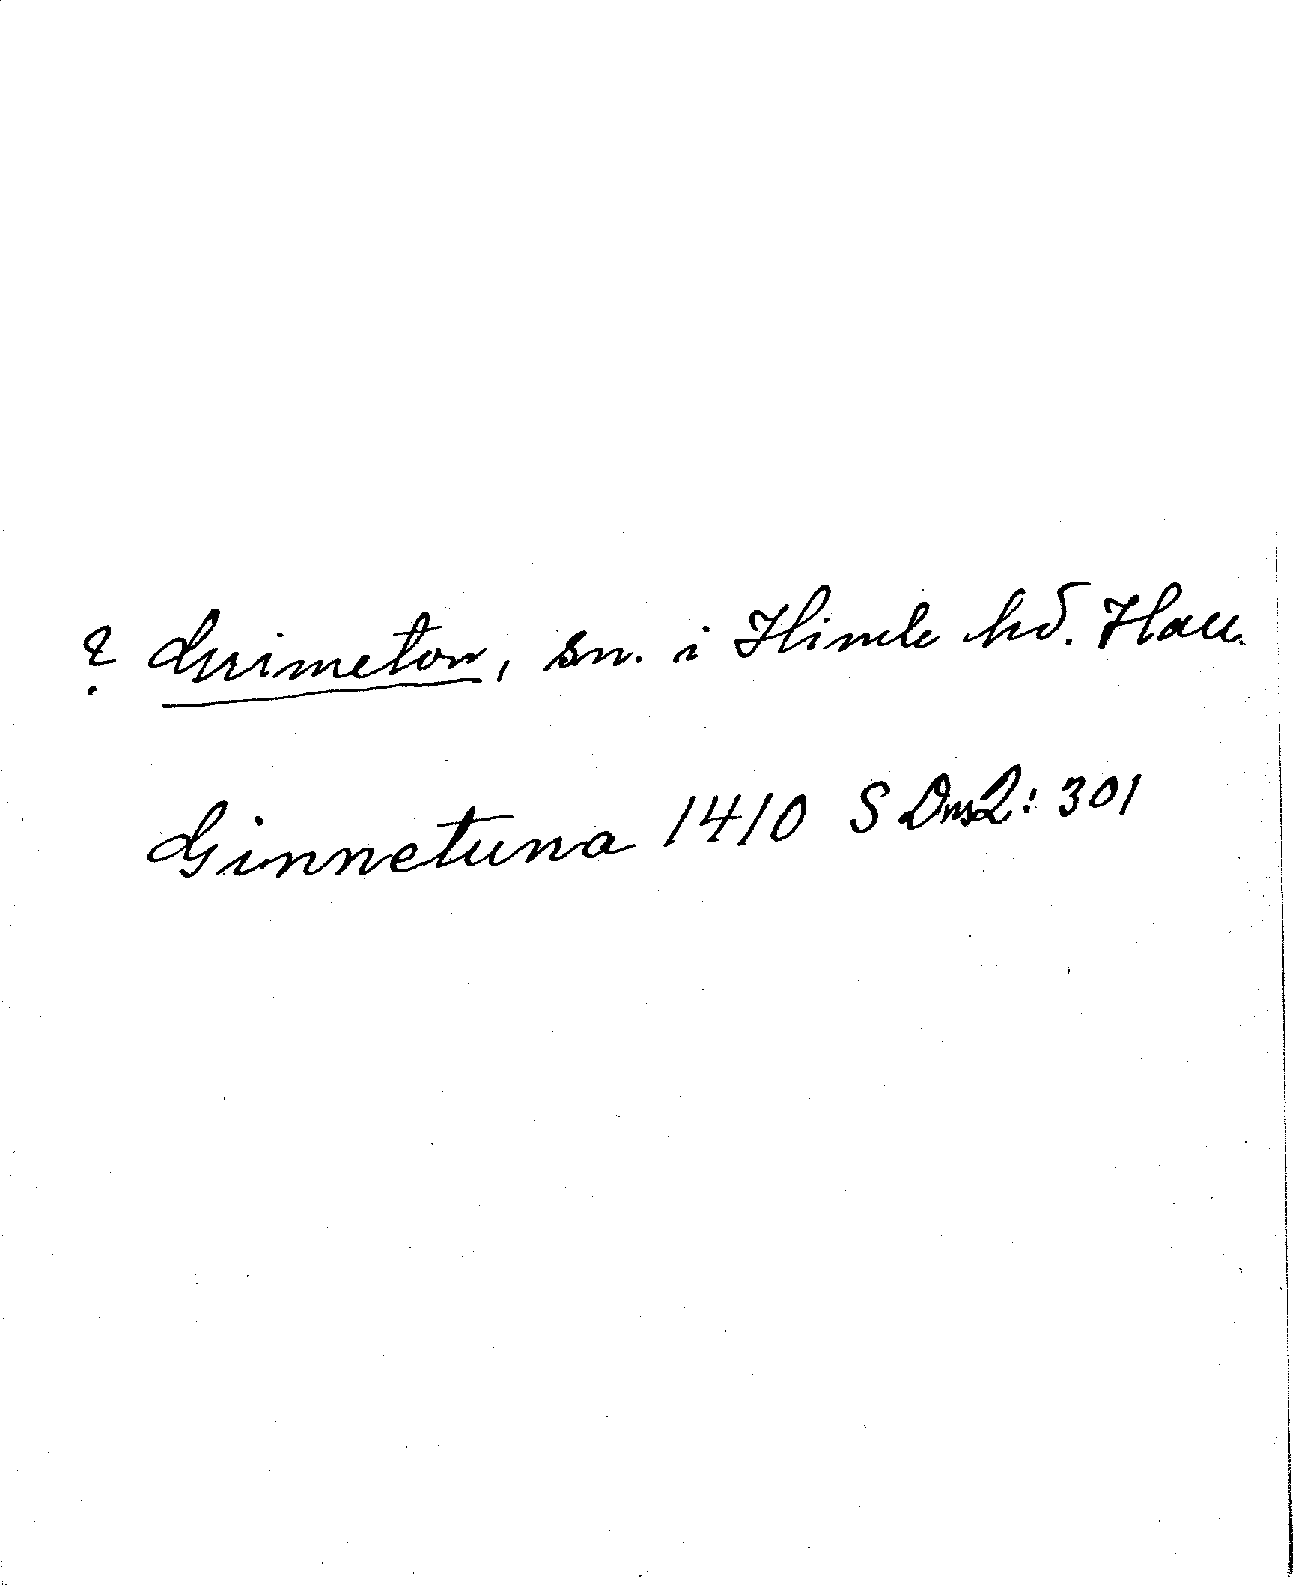 ? Grimeton, sn. i Himle hd. Hall.
Ginnetuna 1410 SDns2: 301